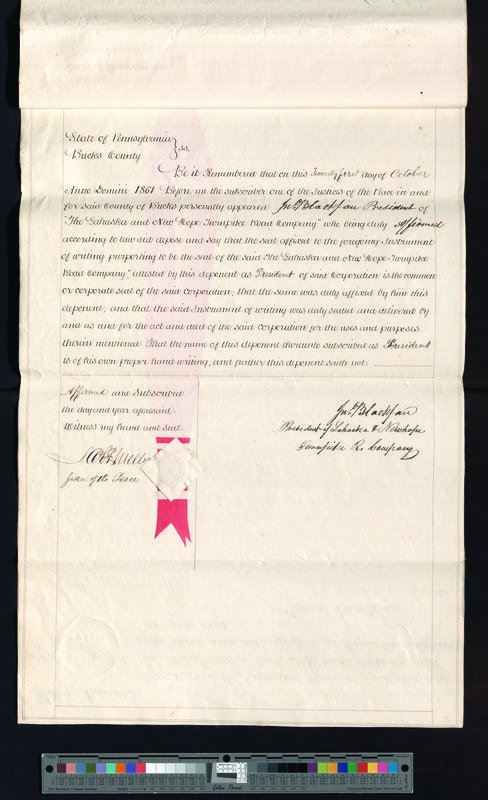 State of Pennsylvania
Bucks County } ss.
Be it Remembered that on this Twenty first day of October
Anno Domini 1861 Before me the subscriber one of the Justices of the Peace in and
for said County of Bucks personally appeared Jno. Blackfan President of
"The Lahaska and New Hope Turnpike Road Company" who being duly Affirmed
according to law did depose and say that the seal affixed to the foregoing Instrument
of writing purporting to be the seal of the said "The Lahaska and New Hope Turnpike
Road Company", attested by this deponent as President of said Corporation is the common
or corporate seal of the said corporation; that the same was duly affixed by him this
deponent; and that the said Instrument of writing was duly sealed and delivered by
and as and for the act and deed of the said corporation for the uses and purposes
therein mentioned. That the name of this deponent thereunto subscribed as President
is of his own proper hand writing, and further this deponent saith not.
Affirmed and Subscribed
the day and year aforesaid.
Witness my hand and seal.
Justice of the Peace
Jno. Blackfan
President of Lahaska & Newhope
Turnpike R. Company